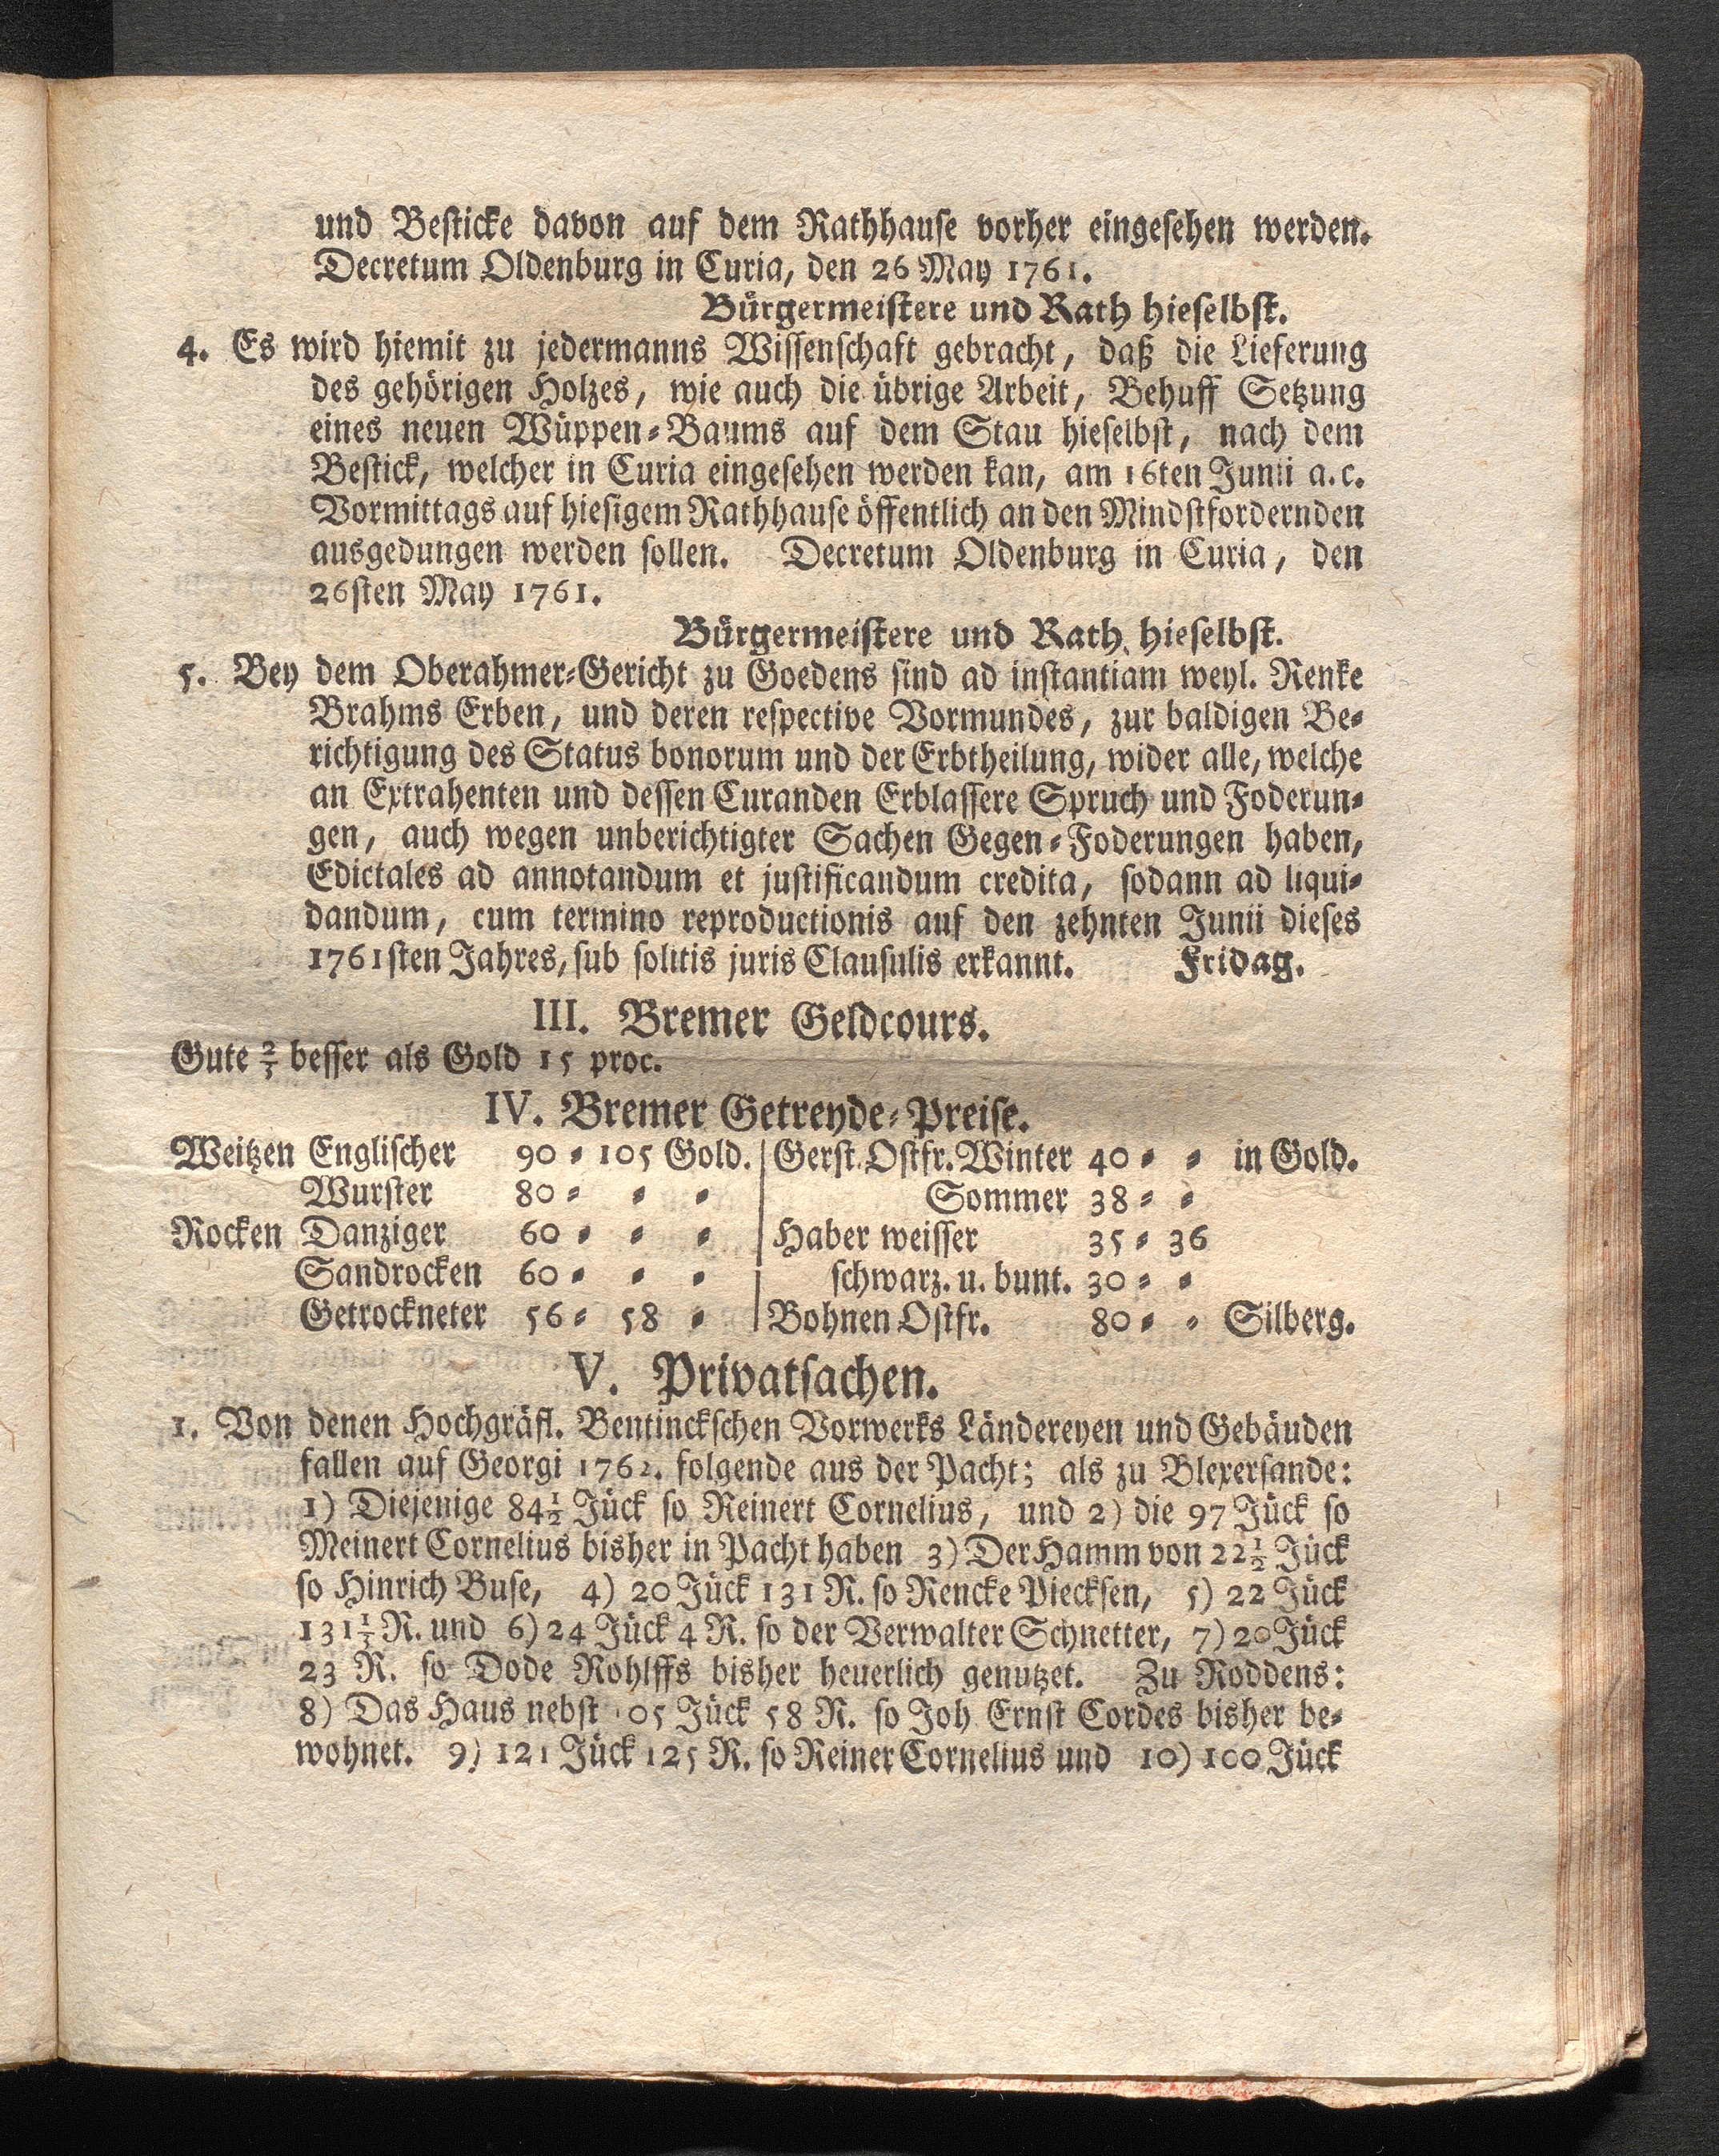 und Besticke davon auf dem Rathhause vorher eingesehen werden.
Decretum Oldenburg in Curia, den 26 May 1761.
Bürgermeistere und Rath hieselbst.
4. Es wird hiemit zu jedermanns Wissenschaft gebracht, daß die Lieferung
des gehörigen Holzes, wie auch die übrige Arbeit, Behuff Setzung
eines neuen Wüppen-Baums auf dem Stau hieselbst, nach dem
Bestick, welcher in Curia eingesehen werden kan, am 16ten Junii a. c.
Vormittags auf hiesigem Rathhause öffentlich an den Mindstfordernden
ausgedungen werden sollen. Decretum Oldenburg in Curia, den
26sten May 1761.
Bürgermeistere und Rath hieselbst.
5. Bey dem Oberahmer-Gericht zu Goedens sind ad instantiam weyl. Renke
Brahms Erben, und deren respective Vormundes, zur baldigen Be-
richtigung des Status bonorum und der Erbtheilung, wider alle, welche
an Extrahenten und dessen Curanden Erblassere Spruch und Foderun-
gen, auch wegen unberichtigter Sachen Gegen-Foderungen haben,
Edictales ad annotandum et justificandum credita, sodann ad liqui-
dandum, cum termino reproductionis auf den zehnten Junii dieses
1761sten Jahres, sub solitis juris Clausulis erkannt. Fridag.
III. Bremer Geldcours.
Gute ⅖ besser als Gold 15 proc.
IV. Bremer Getreyde-Preise.
Weitzen Englischer 90 - 105 Gold. | Gerst. Ostfr. Winter 40 - - in Gold.
Wurster 80 - - - | Sommer 38 - -
Rocken Danziger 60 - - - | Haber weisser 35 - 36
Sandrocken 60 - - - | schwarz. u. bunt. 30 - -
Getrockneter 56 - 58 - | Bohnen Ostfr. 80 - - Silberg.
V. Privatsachen.
1. Von denen Hochgräfl. Bentinckschen Vorwerks Ländereyen und Gebäuden
fallen auf Georgi 1762. folgende aus der Pacht; als zu Blexersande:
1) Diejenige 84½ Jück so Reinert Cornelius, und 2) die 97 Jück so
Meinert Cornelius bisher in Pacht haben 3) Der Hamm von 22½ Jück
so Hinrich Buse, 4) 20 Jück 131 R. so Rencke Piecksen, 5) 22 Jück
131⅓ R. und 6) 24 Jück 4 R. so der Verwalter Schnetter, 7) 20 Jück
23 R. so Dode Rohlffs bisher heuerlich genutzet. Zu Roddens:
8) Das Haus nebst 105 Jück 58 R. so Joh Ernst Cordes bisher be-
wohnet. 9) 121 Jück 125 R. so Reiner Cornelius und 10) 100 Jück